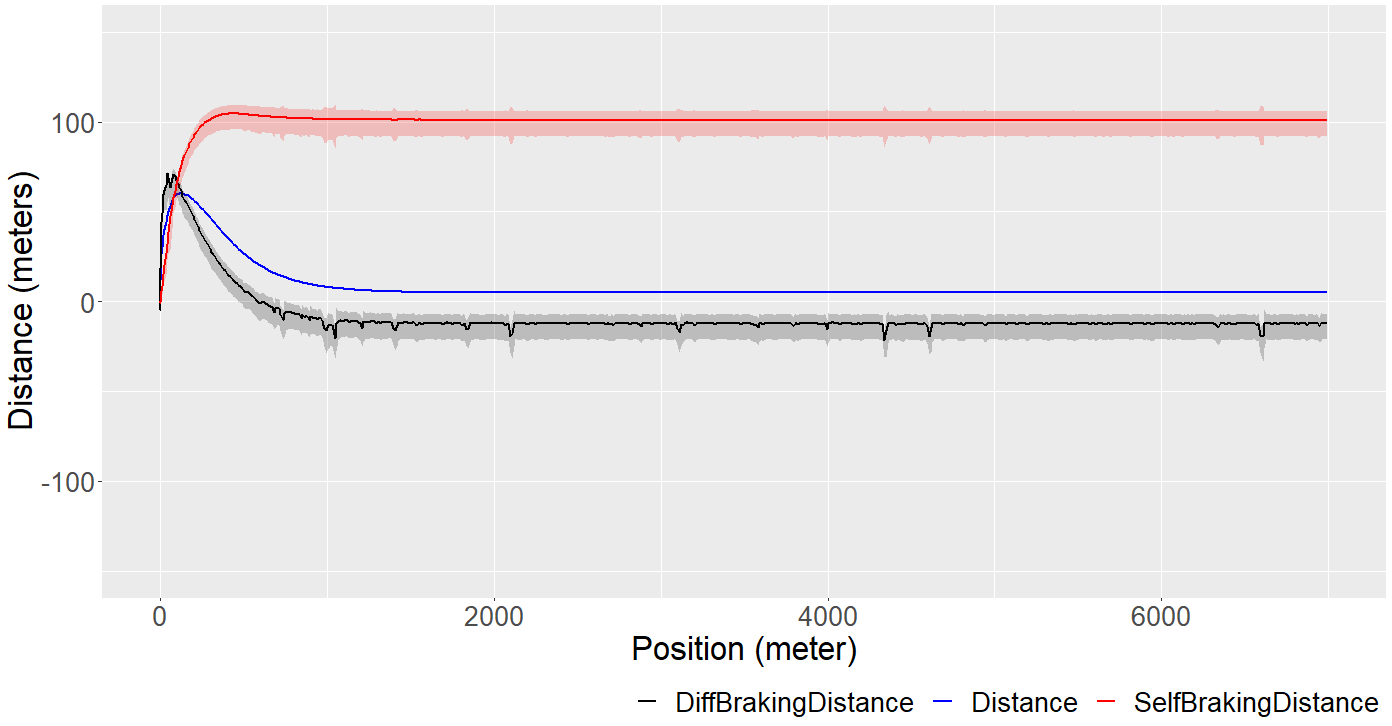 Distance (meters)
100
0
-100
0 2000 4000 6000
Position (meter)
DiffBrakingDistance Distance SelfBrakingDistance